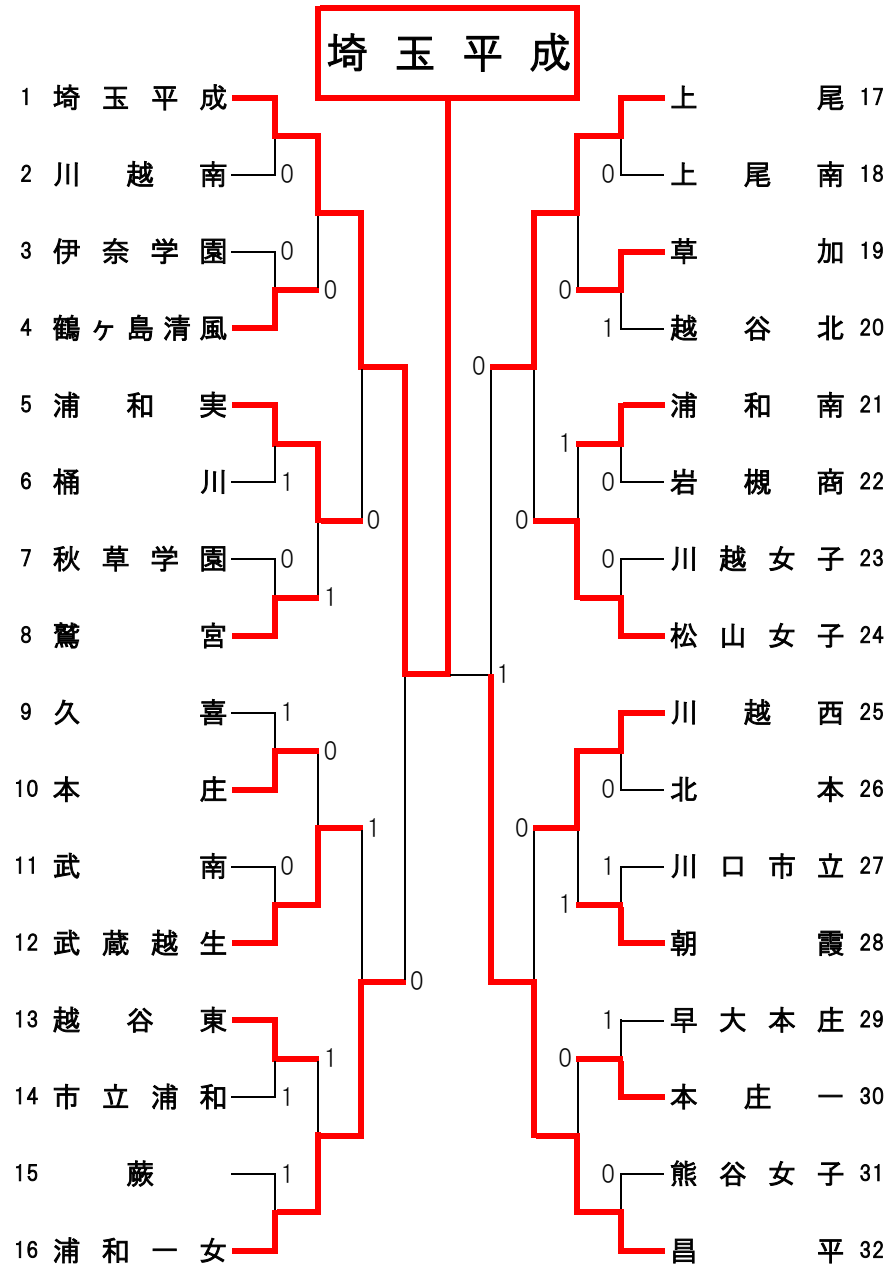 埼玉平成
1 埼玉平成
2 川越南
0
3 伊奈学園
0
0
4 鶴ヶ島清風
5 浦和実
6 桶川
1
0
7 秋草学園
0
1
8 鷲宮
9 久喜
1
0
10 本庄
1
11 武南
0
12 武蔵越生
0
13 越谷東
1
14 市立浦和
1
15 蕨
1
16 浦和一女
上尾 17
0
上尾南 18
草加 19
0
1
越谷北 20
0
浦和南 21
1
0
岩槻商 22
0
0
川越女子 23
松山女子 24
1
川越西 25
0
北本 26
0
1
川口市立 27
1
朝霞 28
1
早大本庄 29
0
本庄一 30
0
熊谷女子 31
昌平 32